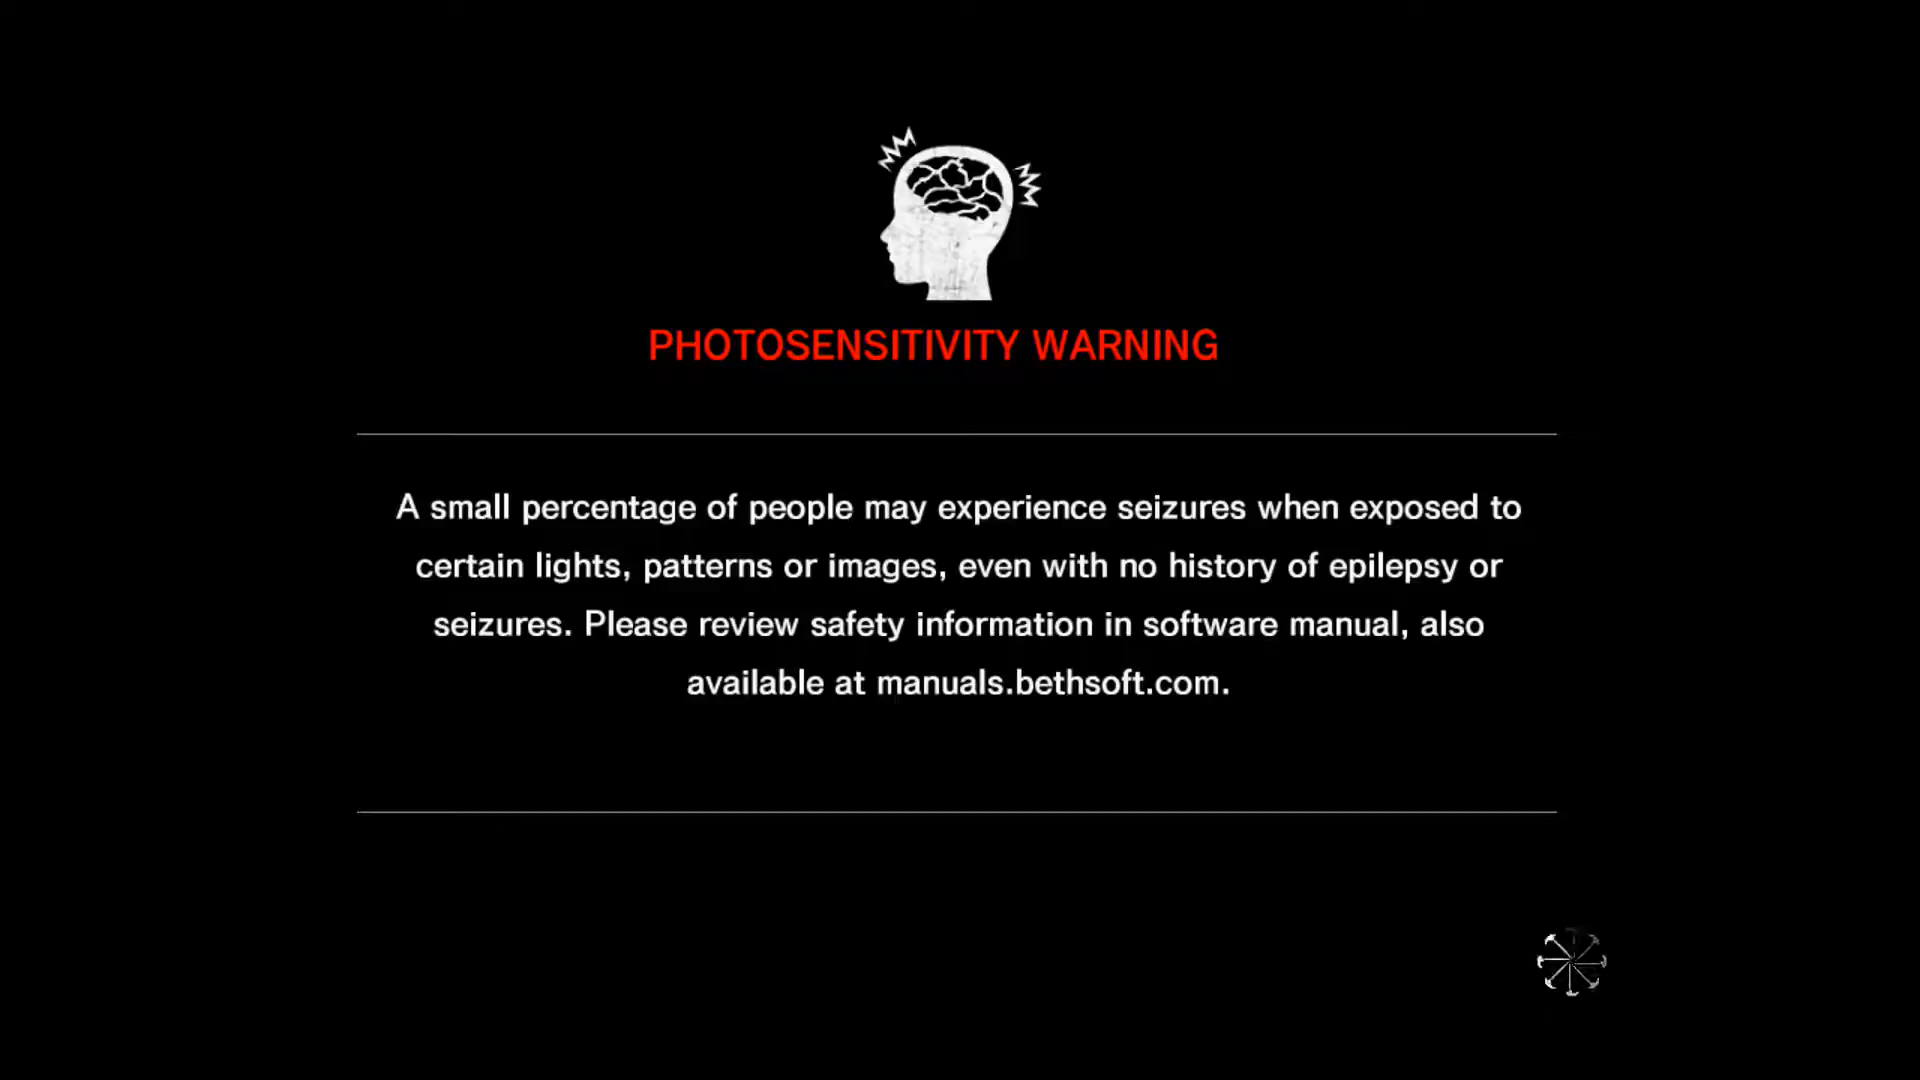 PHOTOSENSITIVITY WARNING
A small percentage of people may experience seizures when exposed to
certain lights, patterns or images, even with no history of epilepsy or
seizures. Please review safety information in software manual, also
available at manuals.bethsoft.com.